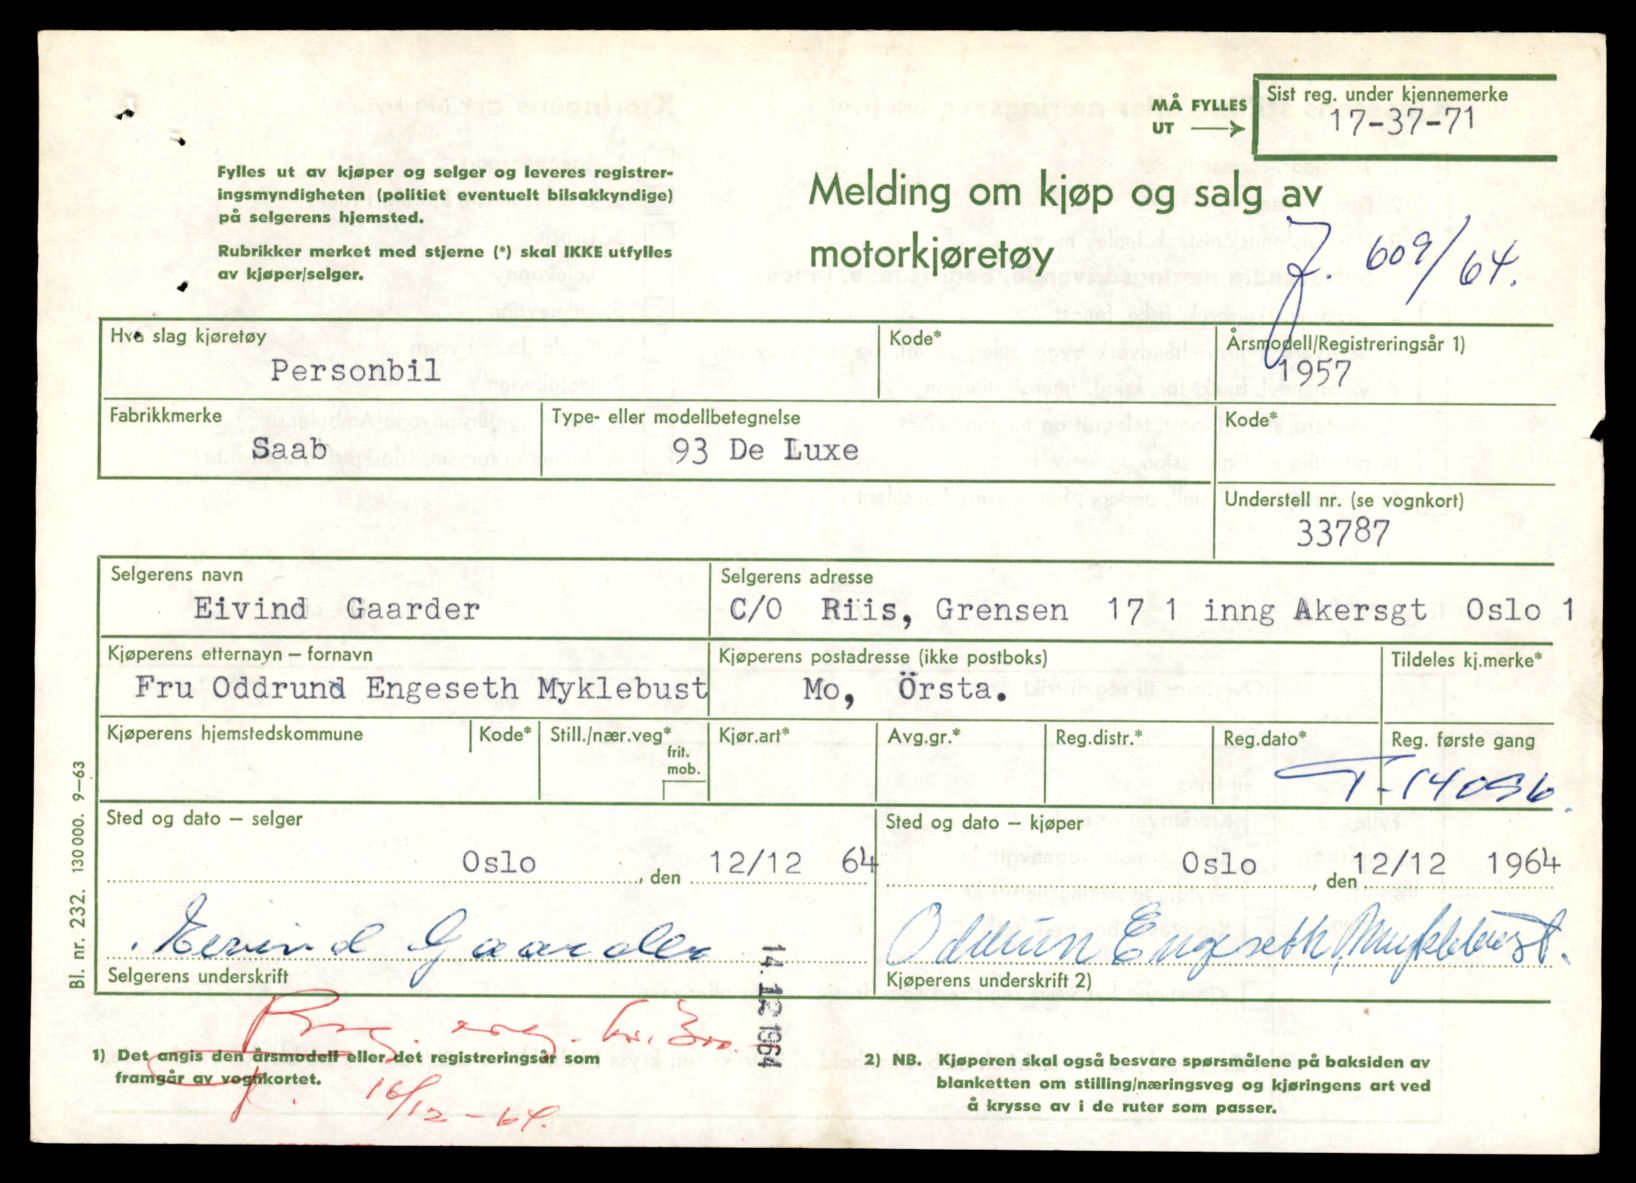 MÅ FYLLES UT
Sist reg. under kjennemerke
17-37-71
Fylles ut av kjøper og selger og leveres registrer-
ingsmyndigheten (politiet eventuelt bilsakkyndige)
på selgerens hjemsted.
Rubrikker merket med stjerne (*) skal IKKE utfylles
av kjøper/selger.
Melding om kjøp og salg av
motorkjøretøy
J. 609/64.
Hva slag kjøretøy
Personbil
Kode*
Årsmodell/Registreringsår 1)
1957
Fabrikkmerke
Saab
Type- eller modellbetegnelse
93 De Luxe
Kode*
Understell nr. (se vognkort)
33787
Selgerens navn
Eivind Gaarder
Selgerens adresse
C/O Riis, Grensen 17 1 inng Akersgt Oslo 1
Kjøperens etternavn – fornavn
Fru Oddrund Engeseth Myklebust
Kjøperens postadresse (ikke postboks)
Mo, Örsta.
Tildeles kj.merke*
Kjøperens hjemstedskommune
Kode*
Still./nær.veg*
frit.
mob.
Kjør.art*
Avg.gr.*
Reg.distr.*
Reg.dato*
Reg. første gang
T-14096.
Sted og dato – selger
Oslo, den 12/12 64
Sted og dato – kjøper
Oslo, den 12/12 1964
Eivind Gaarder
Selgerens underskrift
Oddrun Engeseth Myklebust.
Kjøperens underskrift 2)
14.12 1964
16/12-64.
1) Det angis den årsmodell eller det registreringsår som
framgår av vognkortet.
2) NB. Kjøperen skal også besvare spørsmålene på baksiden av
blanketten om stilling/næringsveg og kjøringens art ved
å krysse av i de ruter som passer.
Bl. nr. 232. 130 000. 9–63